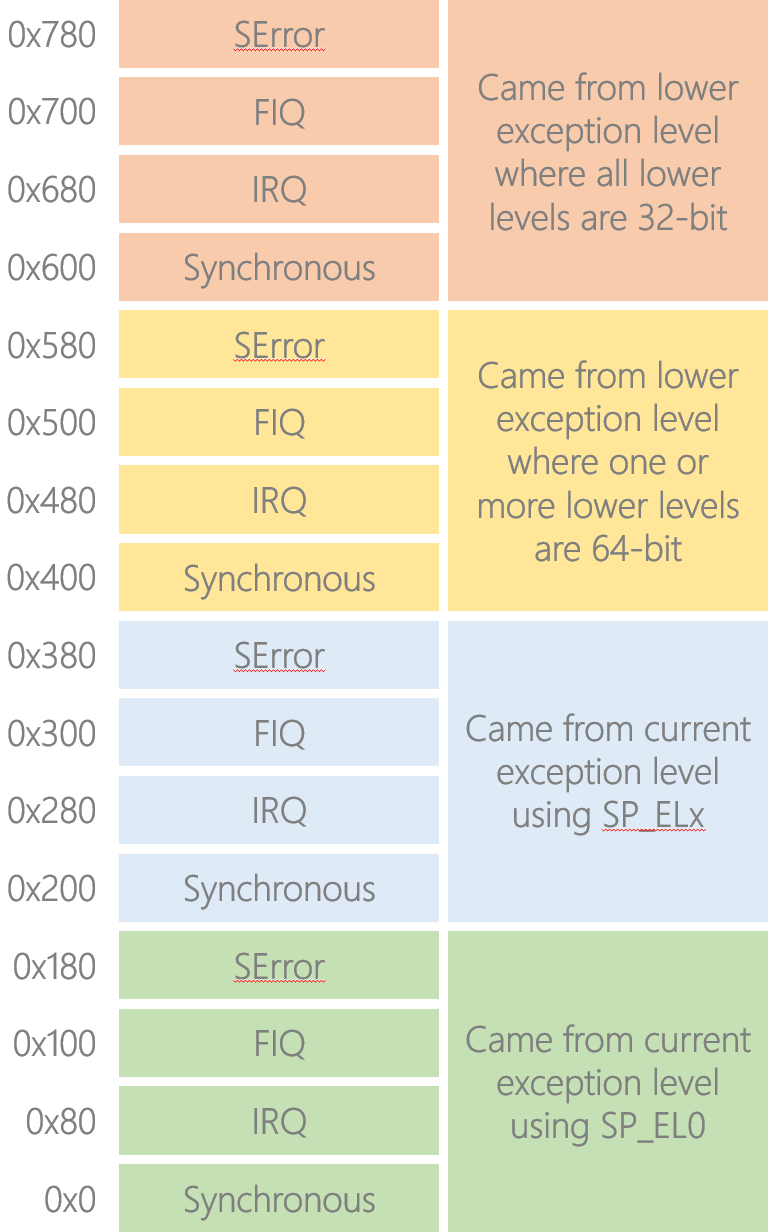 0x780 SError
0x700 FIQ
0x680 IRQ
0x600 Synchronous
Came from lower
exception level
where all lower
levels are 32-bit
0x580 SError
0x500 FIQ
0x480 IRQ
0x400 Synchronous
Came from lower
exception level
where one or
more lower levels
are 64-bit
0x380 SError
0x300 FIQ
0x280 IRQ
0x200 Synchronous
Came from current
exception level
using SP_ELx
0x180 SError
0x100 FIQ
0x80 IRQ
0x0 Synchronous
Came from current
exception level
using SP_EL0